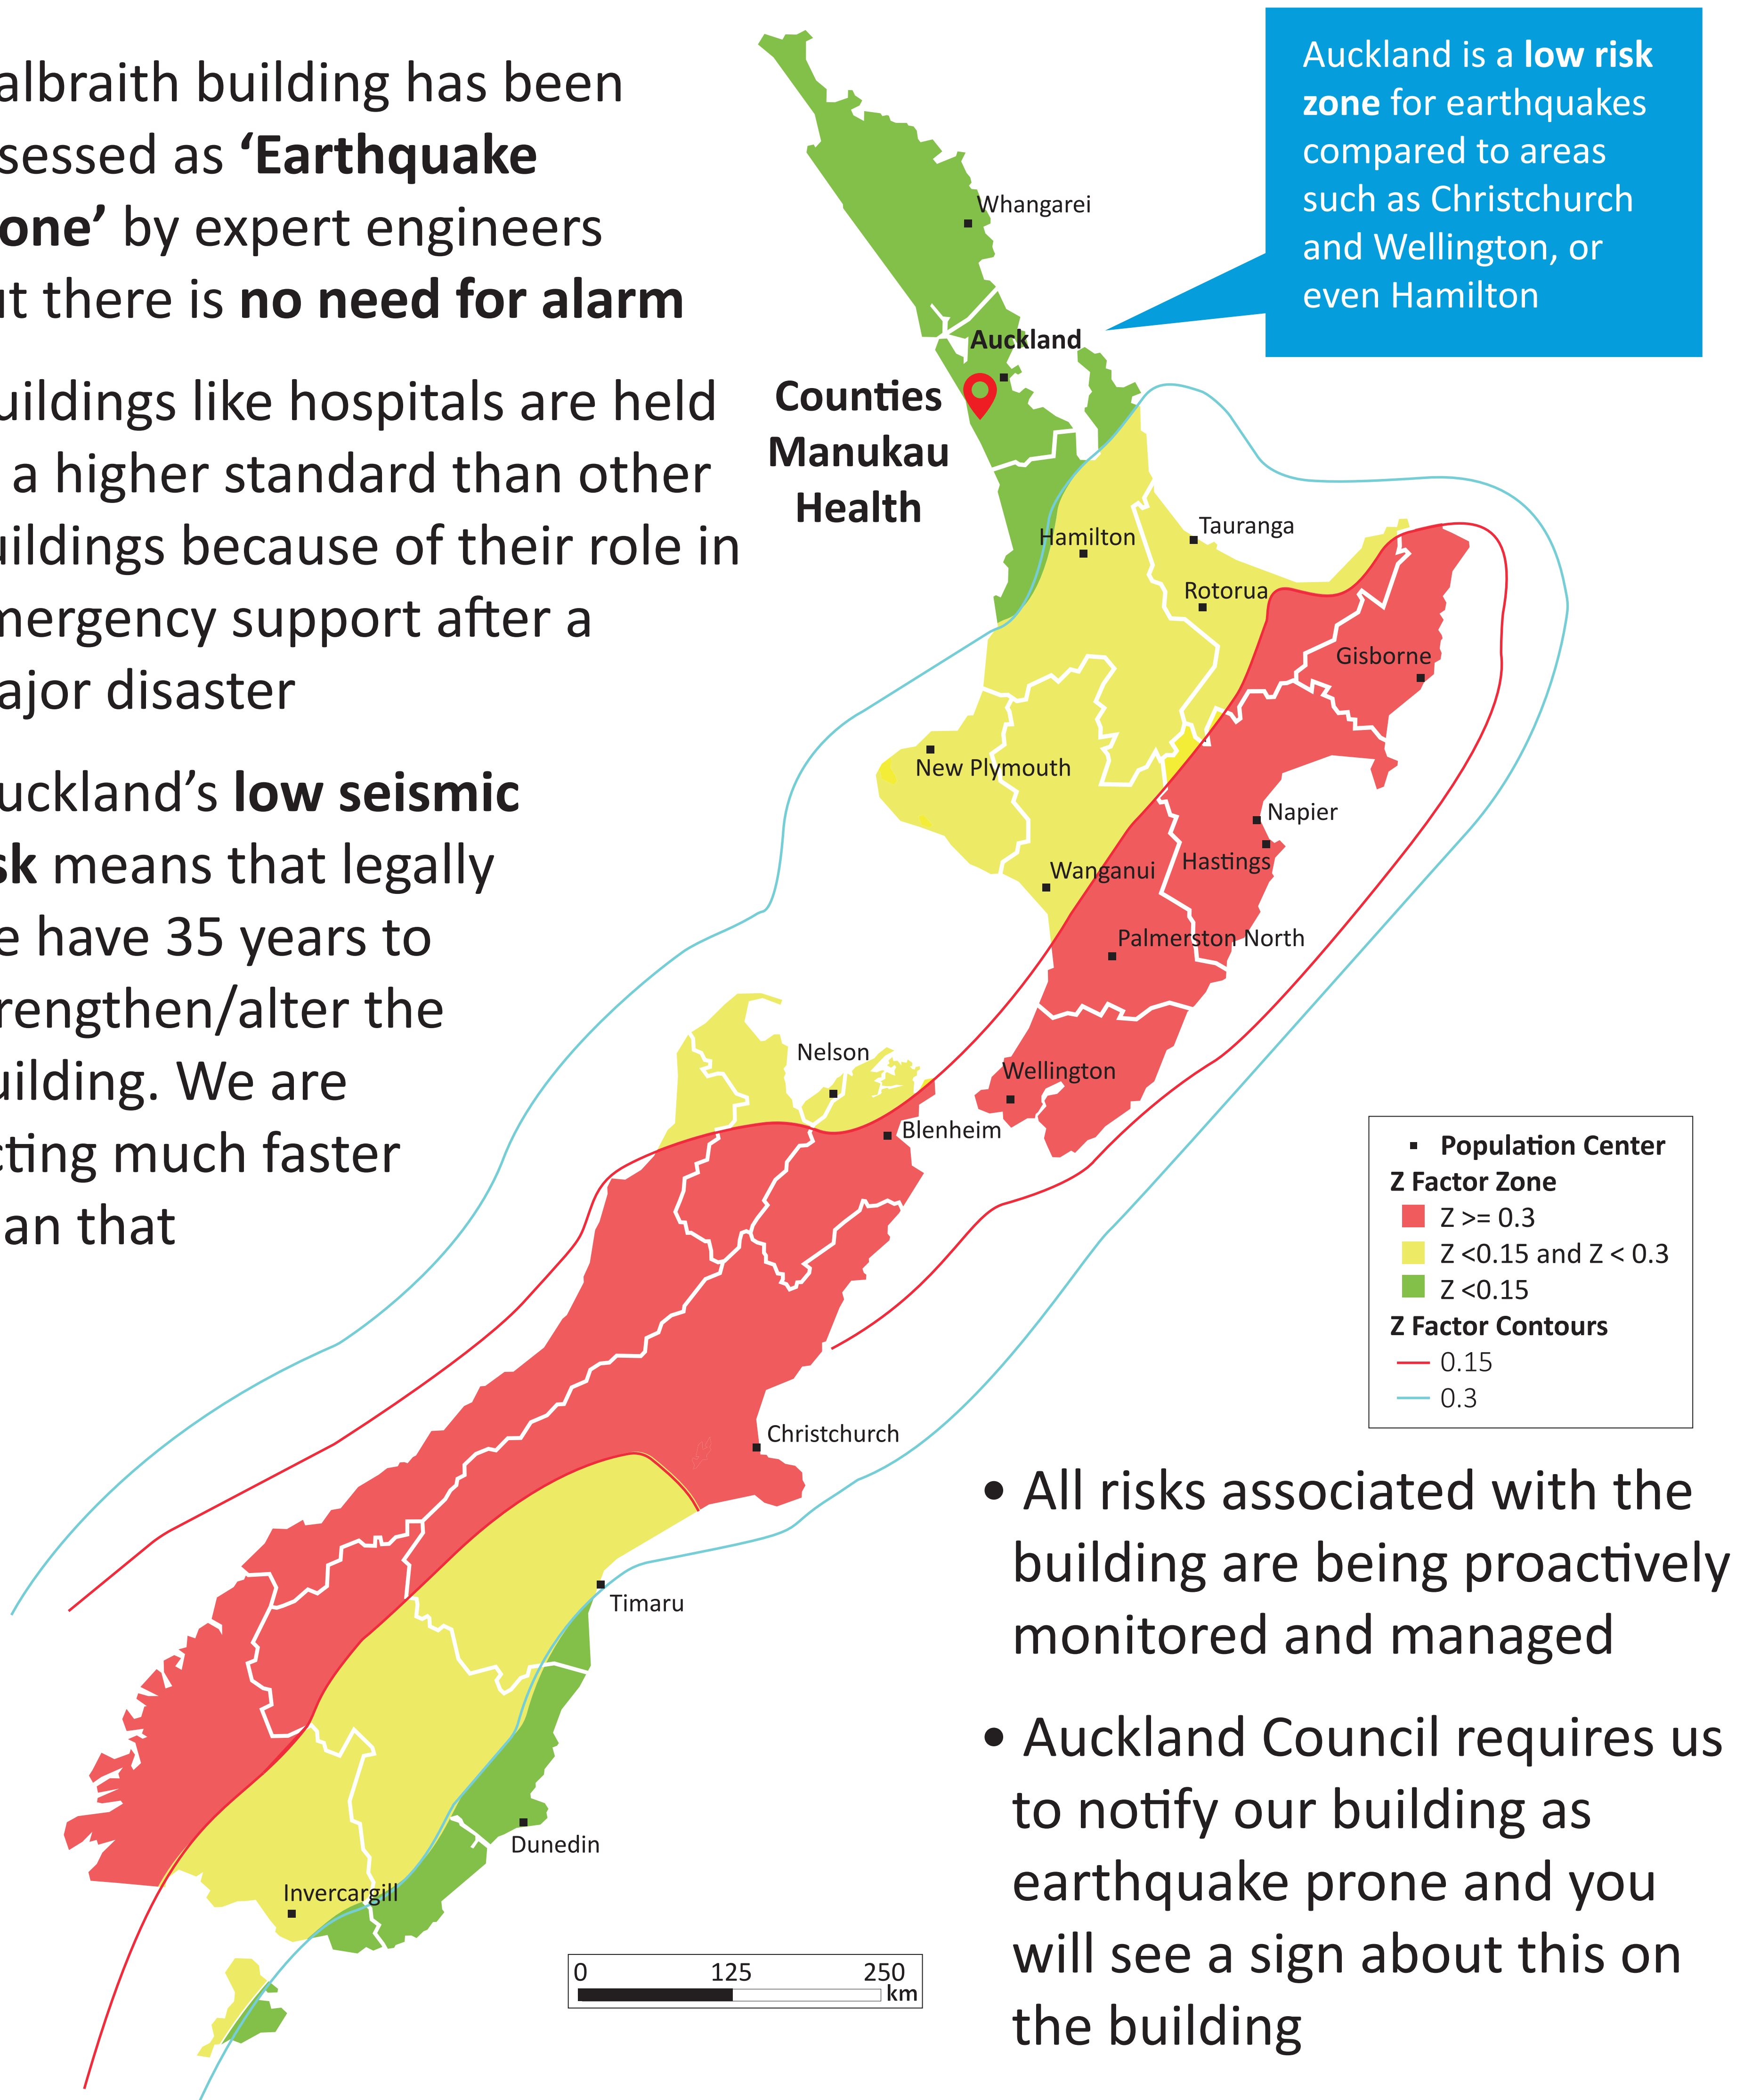 albraith building has been
sessed as ‘Earthquake
one’ by expert engineers
ut there is no need for alarm
uildings like hospitals are held
a higher standard than other
uildings because of their role in
mergency support after a
ajor disaster
uckland’s low seismic
sk means that legally
e have 35 years to
rengthen/alter the
uilding. We are
cting much faster
an that
Auckland is a low risk
zone for earthquakes
compared to areas
such as Christchurch
and Wellington, or
even Hamilton
Whangarei
Auckland
Counties
Manukau
Health
Hamilton
Tauranga
Rotorua
Gisborne
New Plymouth
Napier
Hastings
Wanganui
Palmerston North
Nelson
Wellington
Blenheim
Christchurch
Timaru
Dunedin
Invercargill
Population Center
Z Factor Zone
Z >= 0.3
Z <0.15 and Z < 0.3
Z <0.15
Z Factor Contours
0.15
0.3
0 125 250
km
• All risks associated with the
building are being proactively
monitored and managed
• Auckland Council requires us
to notify our building as
earthquake prone and you
will see a sign about this on
the building